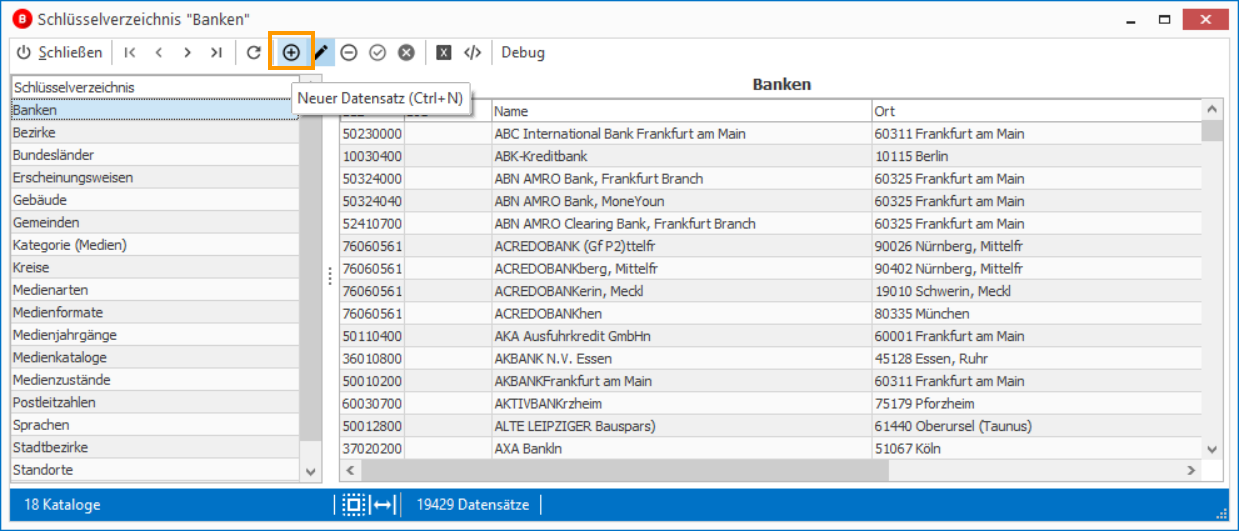 B Schlüsselverzeichnis "Banken"
Schließen X </> Debug
Schlüsselverzeichnis
Banken
Bezirke
Bundesländer
Erscheinungsweisen
Gebäude
Gemeinden
Kategorie (Medien)
Kreise
Medienarten
Medienformate
Medienjahrgänge
Medienkataloge
Medienzustände
Postleitzahlen
Sprachen
Stadtbezirke
Standorte
Neuer Datensatz (Ctrl+N)
Banken
Name Ort
50230000 ABC International Bank Frankfurt am Main 60311 Frankfurt am Main
10030400 ABK-Kreditbank 10115 Berlin
50324000 ABN AMRO Bank, Frankfurt Branch 60325 Frankfurt am Main
50324040 ABN AMRO Bank, MoneYoun 60325 Frankfurt am Main
52410700 ABN AMRO Clearing Bank, Frankfurt Branch 60325 Frankfurt am Main
76060561 ACREDOBANK (Gf P2)ttelfr 90026 Nürnberg, Mittelfr
76060561 ACREDOBANKberg, Mittelfr 90402 Nürnberg, Mittelfr
76060561 ACREDOBANKerin, Meckl 19010 Schwerin, Meckl
76060561 ACREDOBANKhen 80335 München
50110400 AKA Ausfuhrkredit GmbHn 60001 Frankfurt am Main
36010800 AKBANK N.V. Essen 45128 Essen, Ruhr
50010200 AKBANKFrankfurt am Main 60311 Frankfurt am Main
60030700 AKTIVBANKrzheim 75179 Pforzheim
50012800 ALTE LEIPZIGER Bauspars) 61440 Oberursel (Taunus)
37020200 AXA Bankln 51067 Köln
18 Kataloge 19429 Datensätze